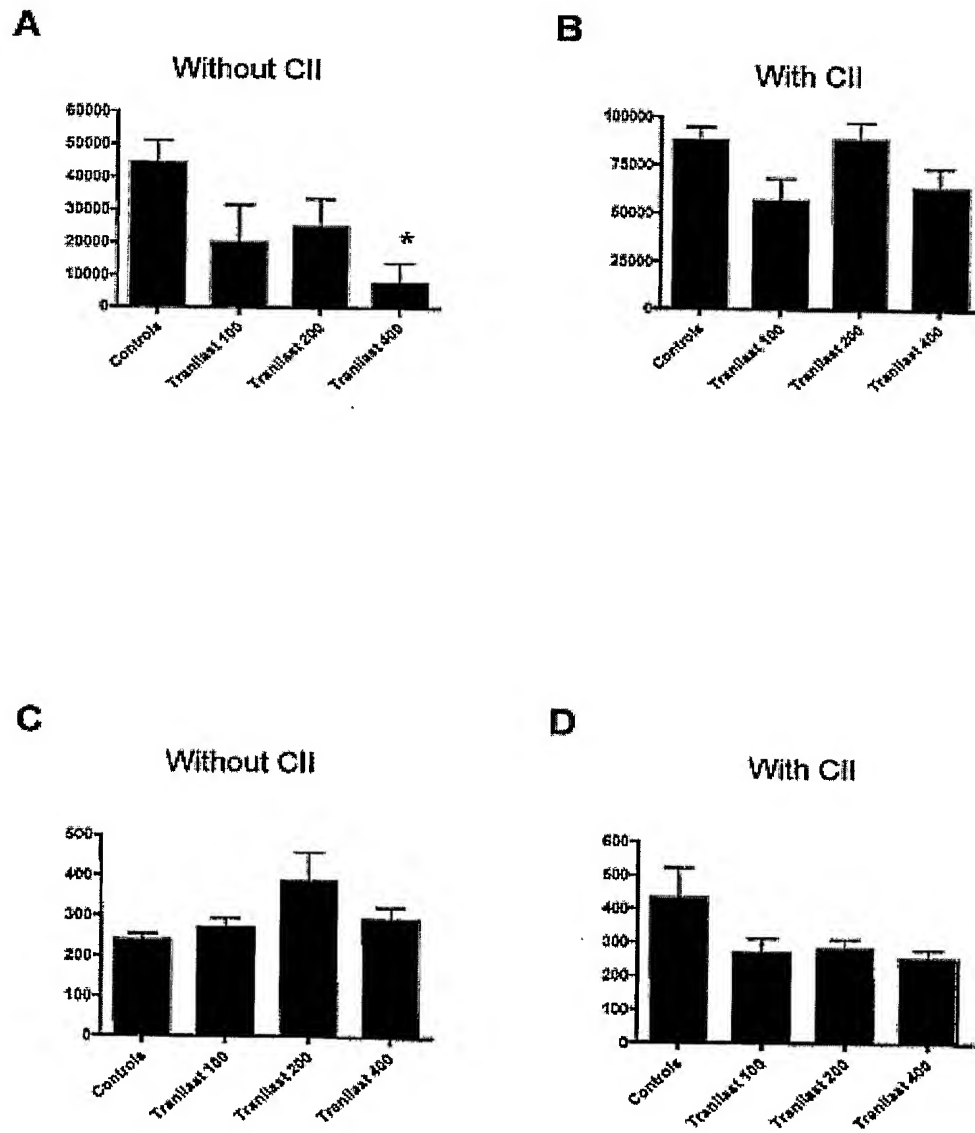 A
Without CII
60000
50000
40000
30000
20000
10000
0
*
Controls
Tranilast 100
Tranilast 200
Tranilast 400
B
With CII
100000
75000
50000
25000
0
Controls
Tranilast 100
Tranilast 200
Tranilast 400
C
Without CII
500
400
300
200
100
0
Controls
Tranilast 100
Tranilast 200
Tranilast 400
D
With CII
600
500
400
300
200
100
0
Controls
Tranilast 100
Tranilast 200
Tranilast 400